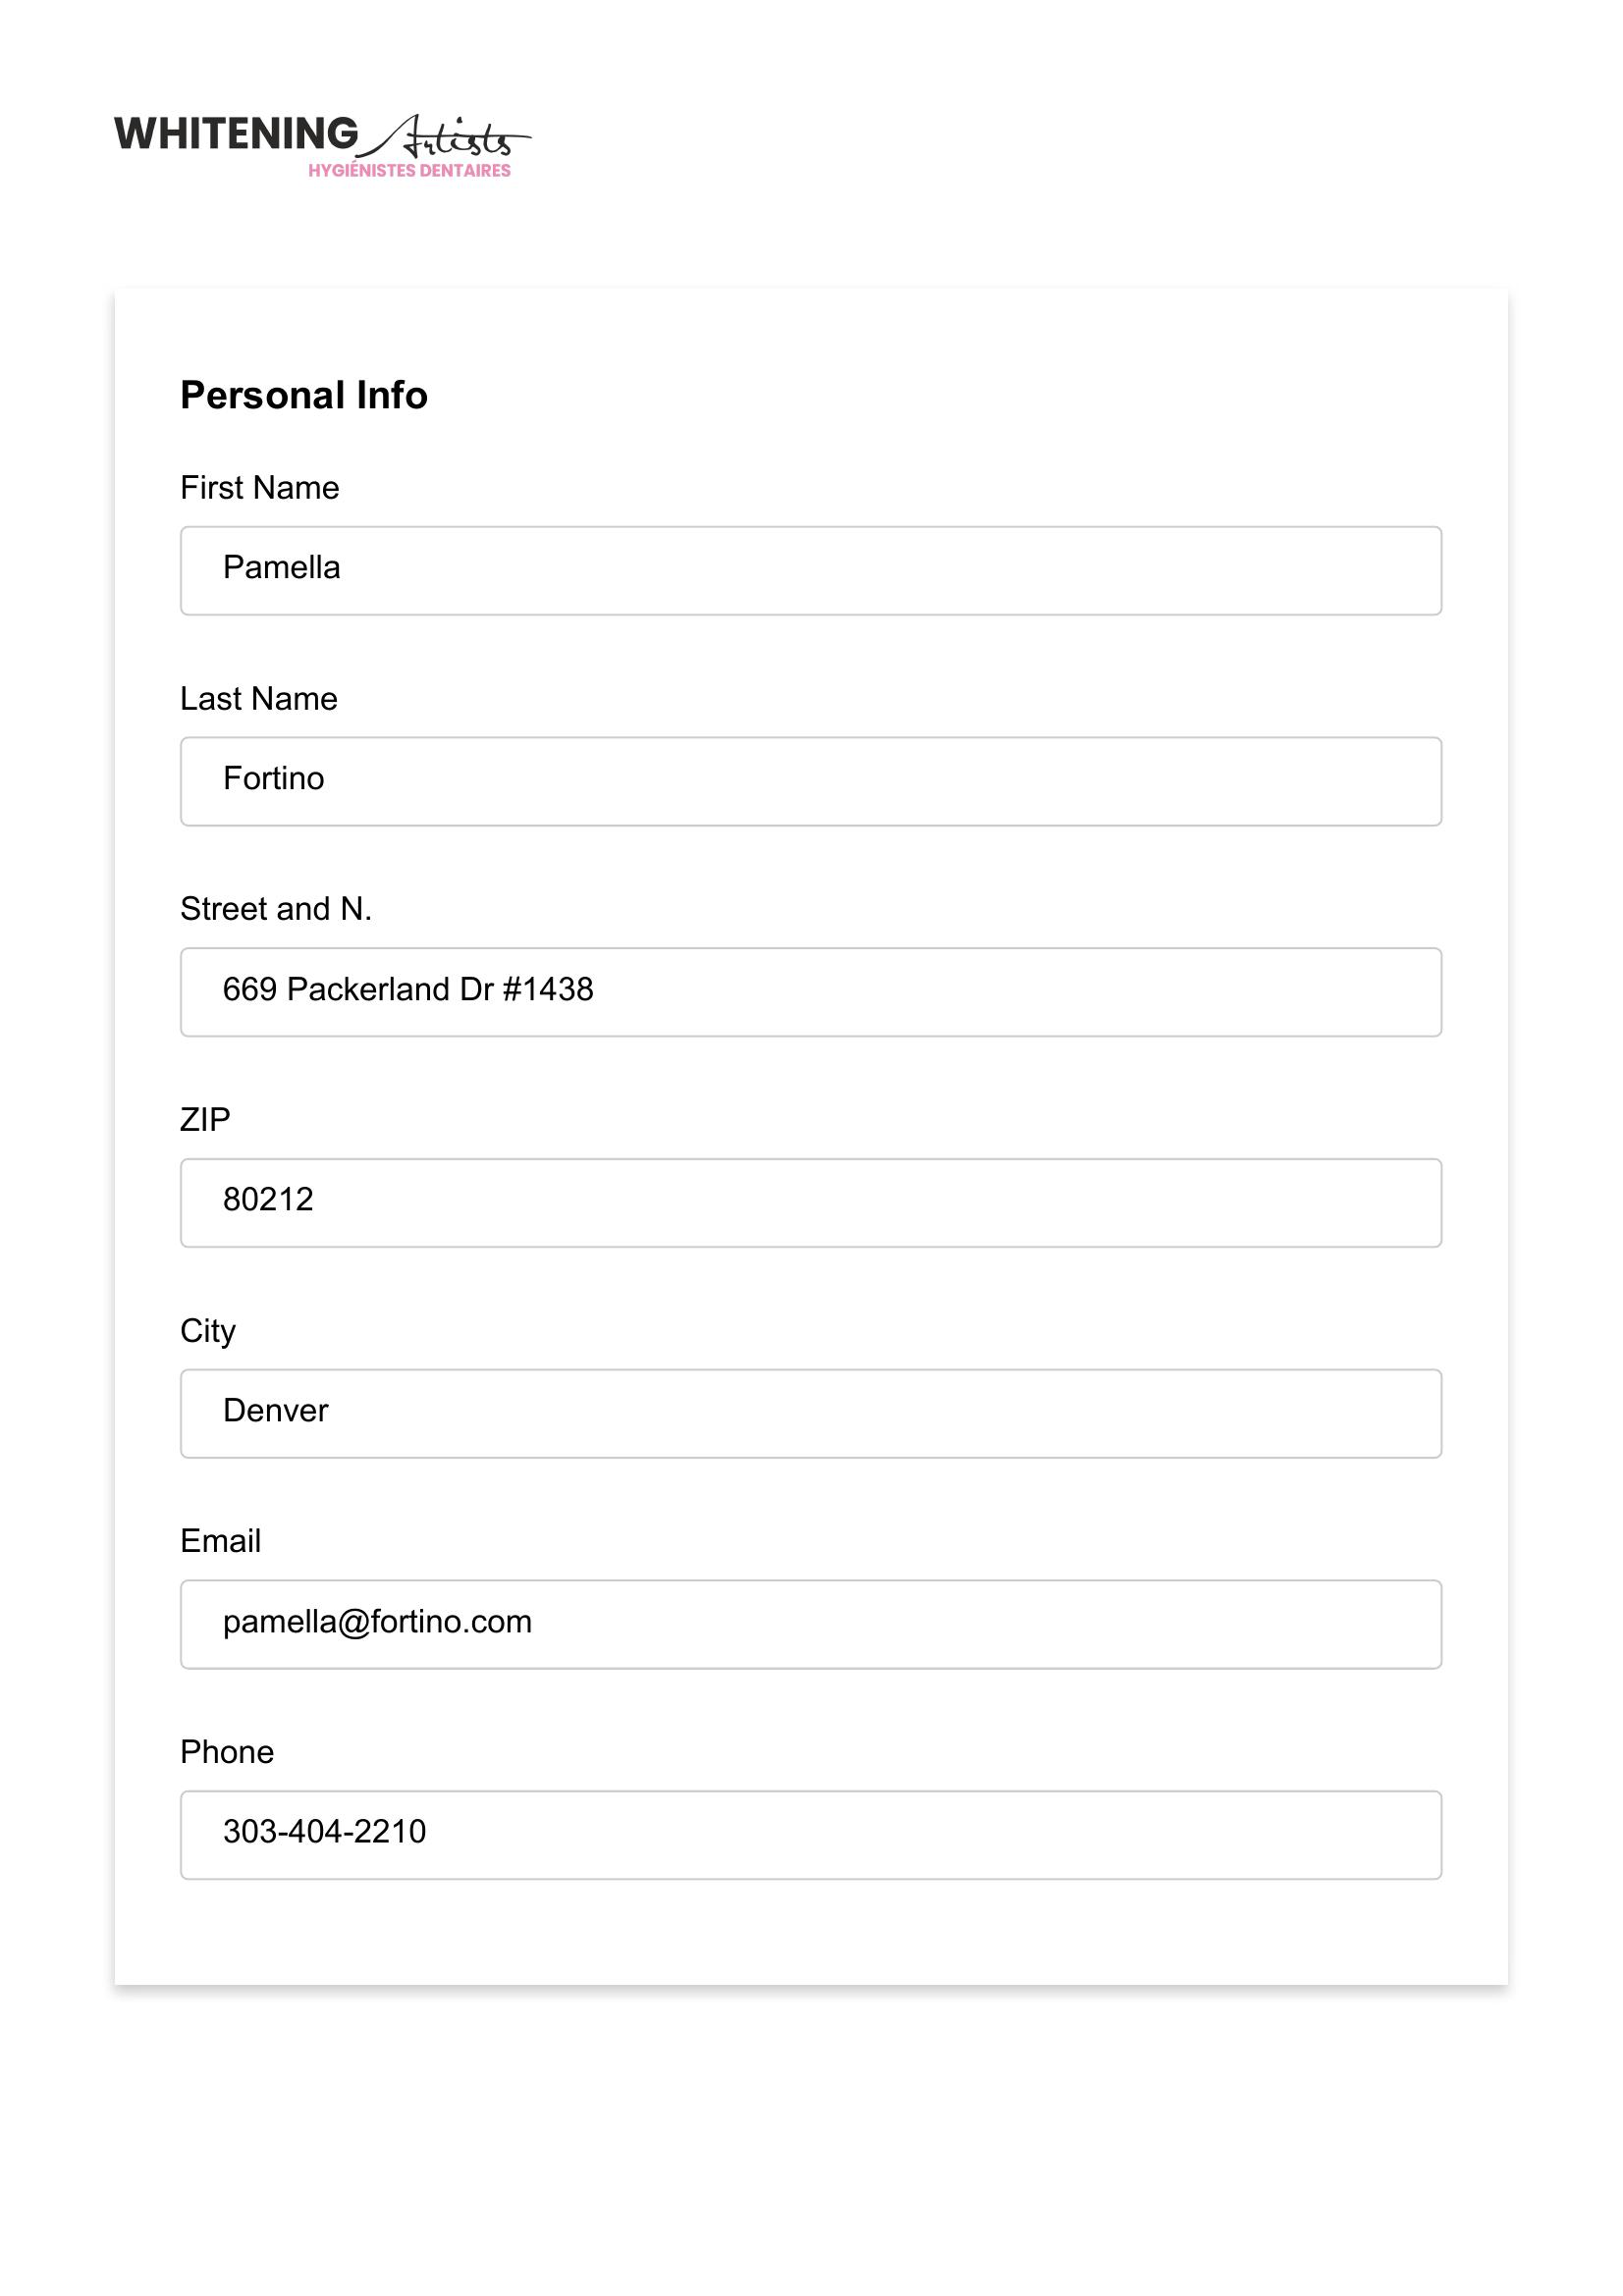 WHITENING Artists
HYGIÉNISTES DENTAIRES
Personal Info
First Name
Pamella
Last Name
Fortino
Street and N.
669 Packerland Dr #1438
ZIP
80212
City
Denver
Email
pamella@fortino.com
Phone
303-404-2210